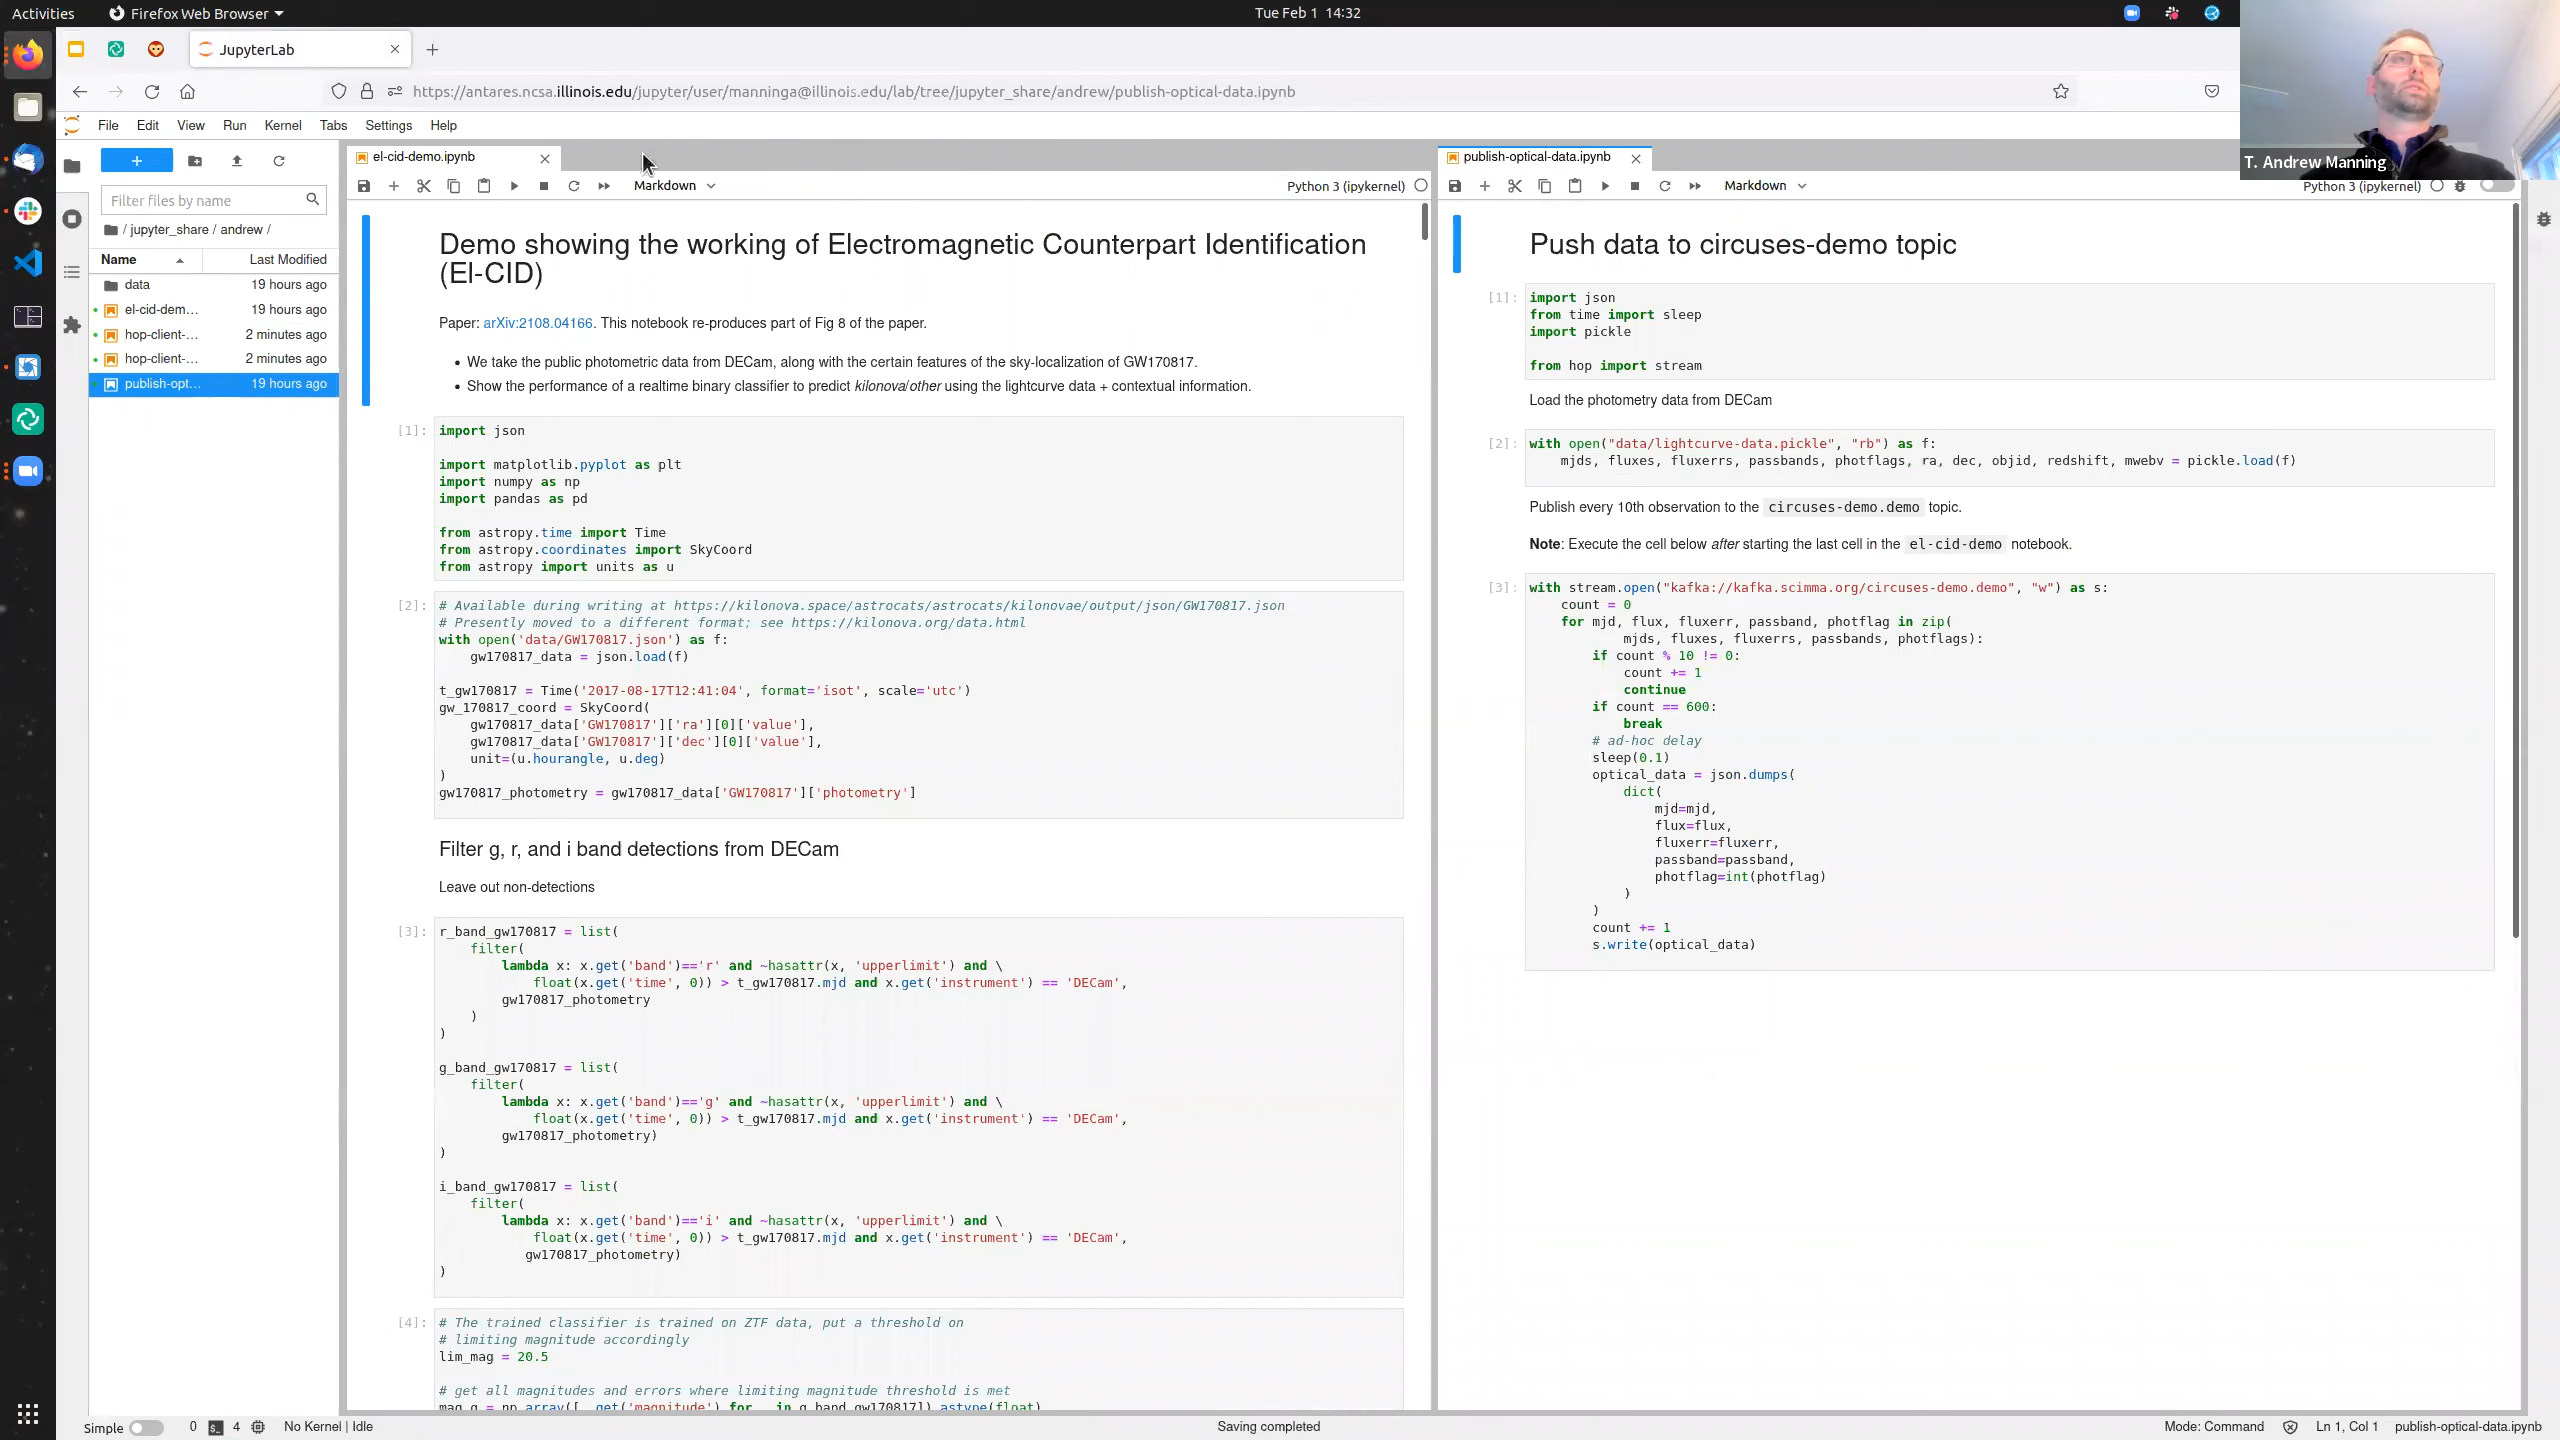 Activities
Firefox Web Browser
Tue Feb 1 14:32
JupyterLab
https://antares.ncsa.illinois.edu/jupyter/user/manninga@illinois.edu/lab/tree/jupyter_share/andrew/publish-optical-data.ipynb
File Edit View Run Kernel Tabs Settings Help
T. Andrew Manning
Filter files by name
/ jupyter_share / andrew /
Name Last Modified
data 19 hours ago
el-cid-dem... 19 hours ago
hop-client-... 2 minutes ago
hop-client-... 2 minutes ago
publish-opt... 19 hours ago
el-cid-demo.ipynb
Markdown
Python 3 (ipykernel)
Demo showing the working of Electromagnetic Counterpart Identification
(El-CID)
Paper: arXiv:2108.04166. This notebook re-produces part of Fig 8 of the paper.
• We take the public photometric data from DECam, along with the certain features of the sky-localization of GW170817.
• Show the performance of a realtime binary classifier to predict kilonova/other using the lightcurve data + contextual information.
[1]:
import json
import matplotlib.pyplot as plt
import numpy as np
import pandas as pd
from astropy.time import Time
from astropy.coordinates import SkyCoord
from astropy import units as u
[2]:
# Available during writing at https://kilonova.space/astrocats/astrocats/kilonovae/output/json/GW170817.json
# Presently moved to a different format; see https://kilonova.org/data.html
with open('data/GW170817.json') as f:
gw170817_data = json.load(f)
t_gw170817 = Time('2017-08-17T12:41:04', format='isot', scale='utc')
gw_170817_coord = SkyCoord(
gw170817_data['GW170817']['ra'][0]['value'],
gw170817_data['GW170817']['dec'][0]['value'],
unit=(u.hourangle, u.deg)
)
gw170817_photometry = gw170817_data['GW170817']['photometry']
Filter g, r, and i band detections from DECam
Leave out non-detections
[3]:
r_band_gw170817 = list(
filter(
lambda x: x.get('band')=='r' and ~hasattr(x, 'upperlimit') and \
float(x.get('time', 0)) > t_gw170817.mjd and x.get('instrument') == 'DECam',
gw170817_photometry
)
)
g_band_gw170817 = list(
filter(
lambda x: x.get('band')=='g' and ~hasattr(x, 'upperlimit') and \
float(x.get('time', 0)) > t_gw170817.mjd and x.get('instrument') == 'DECam',
gw170817_photometry)
)
i_band_gw170817 = list(
filter(
lambda x: x.get('band')=='i' and ~hasattr(x, 'upperlimit') and \
float(x.get('time', 0)) > t_gw170817.mjd and x.get('instrument') == 'DECam',
gw170817_photometry)
)
[4]:
# The trained classifier is trained on ZTF data, put a threshold on
# limiting magnitude accordingly
lim_mag = 20.5
# get all magnitudes and errors where limiting magnitude threshold is met
mag_g = np.array([_.get('magnitude') for _ in g_band_gw170817]).astype(float)
publish-optical-data.ipynb
Markdown
Python 3 (ipykernel)
Push data to circuses-demo topic
[1]:
import json
from time import sleep
import pickle
from hop import stream
Load the photometry data from DECam
[2]:
with open("data/lightcurve-data.pickle", "rb") as f:
mjds, fluxes, fluxerrs, passbands, photflags, ra, dec, objid, redshift, mwebv = pickle.load(f)
Publish every 10th observation to the circuses-demo.demo topic.
Note: Execute the cell below after starting the last cell in the el-cid-demo notebook.
[3]:
with stream.open("kafka://kafka.scimma.org/circuses-demo.demo", "w") as s:
count = 0
for mjd, flux, fluxerr, passband, photflag in zip(
mjds, fluxes, fluxerrs, passbands, photflags):
if count % 10 != 0:
count += 1
continue
if count == 600:
break
# ad-hoc delay
sleep(0.1)
optical_data = json.dumps(
dict(
mjd=mjd,
flux=flux,
fluxerr=fluxerr,
passband=passband,
photflag=int(photflag)
)
)
count += 1
s.write(optical_data)
Simple 0 4 No Kernel | Idle
Saving completed
Mode: Command Ln 1, Col 1 publish-optical-data.ipynb